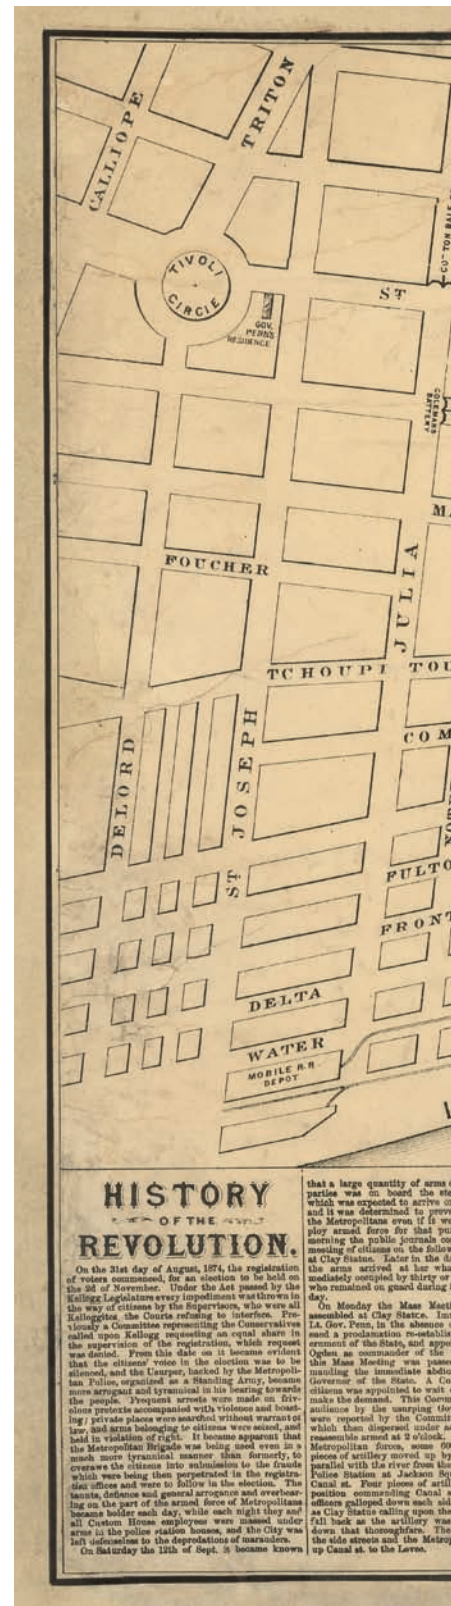 TRITON
CALLIOPE
TIVOLI
CIRCLE
COTTON BALE
ST
GOV.
PENN'S
RESIDENCE
COLEMANS
BATTERY
MA
FOUCHER
JULIA
TCHOUPI TOU
COM
DELORD
ST JOSEPH
NOTR
FULTO
FRONT
DELTA
WATER
MOBILE R.R.
DEPOT
HISTORY
OF THE
REVOLUTION.
On the 31st day of August, 1874, the registration
of voters commenced, for an election to be held on
the 2d of November. Under the Act passed by the
Kellogg Legislature every impediment was thrown in
the way of citizens by the Supervisors, who were all
Kelloggites, the Courts refusing to interfere. Pre-
viously a Committee representing the Conservatives
called upon Kellogg requesting an equal share in
the supervision of the registration, which request
was denied. From this date on it became evident
that the citizens' voice in the election was to be
silenced, and the Usurper, backed by the Metropoli-
tan Police, organized as a Standing Army, became
more arrogant and tyrannical in his bearing towards
the people. Frequent arrests were made on friv-
olous pretexts accompanied with violence and boast-
ing; private places were searched without warrant of
law, and arms belonging to citizens were seized, and
held in violation of right. It became apparent that
the Metropolitan Brigade was being used even in a
much more tyrannical manner than formerly, to
overawe the citizens into submission to the frauds
which were being then perpetrated in the registra-
tion offices and were to follow in the election. The
taunts, defiance and general arrogance and overbear-
ing on the part of the armed force of Metropolitans
became bolder each day, while each night they and
all Custom House employees were massed under
arms in the police station houses, and the City was
left defenseless to the depredations of marauders.
On Saturday the 12th of Sept. it became known
that a large quantity of arms
parties was on board the ste
which was expected to arrive o
and it was determined to preve
the Metropolitans even if it we
ploy armed force for that pu
morning the public journals co
meeting of citizens on the follow
at Clay Statue. Later in the da
the arms arrived at her wha
mediately occupied by thirty or
who remained on guard during
day.
On Monday the Mass Meeti
assembled at Clay Statue. Im
Lt. Gov. Penn, in the absence
sued a proclamation re-establis
ernment of the State, and appo
Ogden as commander of the
this Mass Meeting was passe
manding the immediate abdic
Governor of the State. A Co
citizens was appointed to wait
make the demand. This Comm
audience by the usurping Gov
were reported by the Committ
which then dispersed under a
reassemble armed at 2 o'clock.
Metropolitan forces, some 60
pieces of artillery moved up by
parallel with the river from the
Police Station at Jackson Squ
Canal st. Four pieces of artil
position commanding Canal s
officers galloped down each sid
as Clay Statue calling upon the
fall back as the artillery was
down that thoroughfare. The
the side streets and the Metrop
up Canal st. to the Levee.